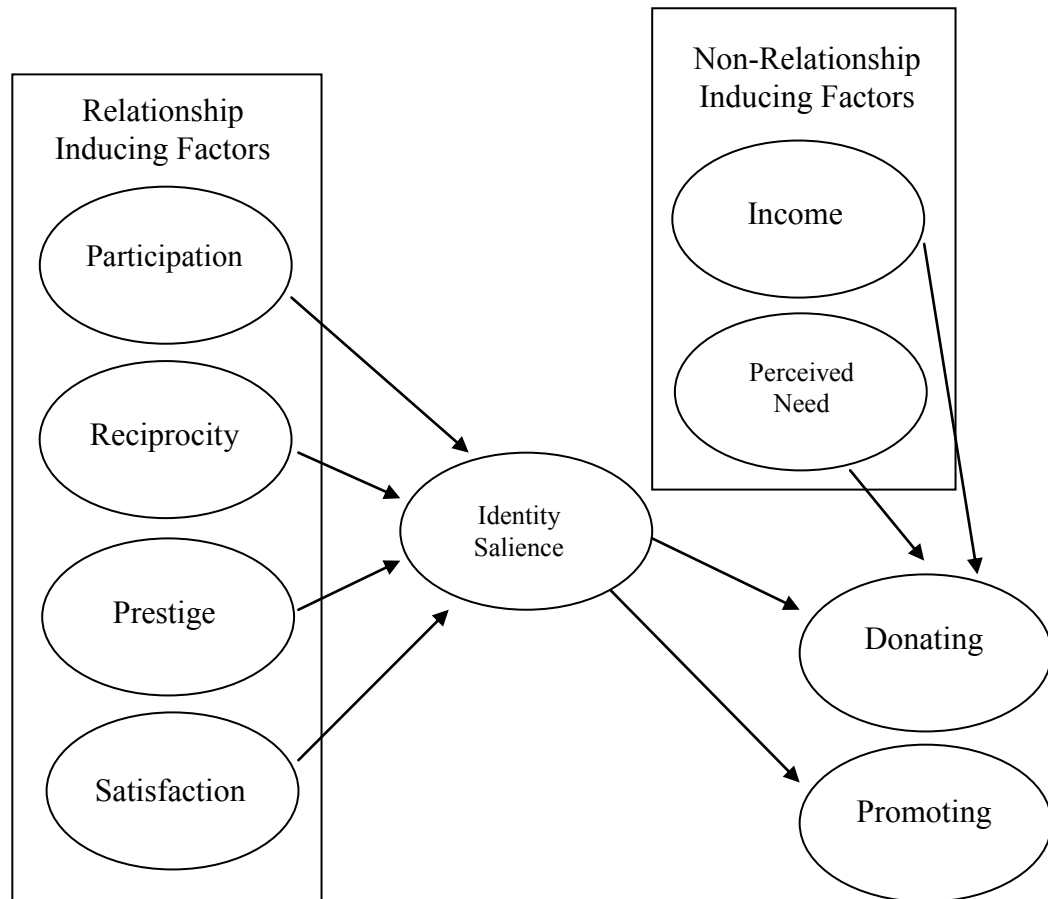 Relationship
Inducing Factors
Participation
Reciprocity
Prestige
Satisfaction
Identity
Salience
Non-Relationship
Inducing Factors
Income
Perceived
Need
Donating
Promoting